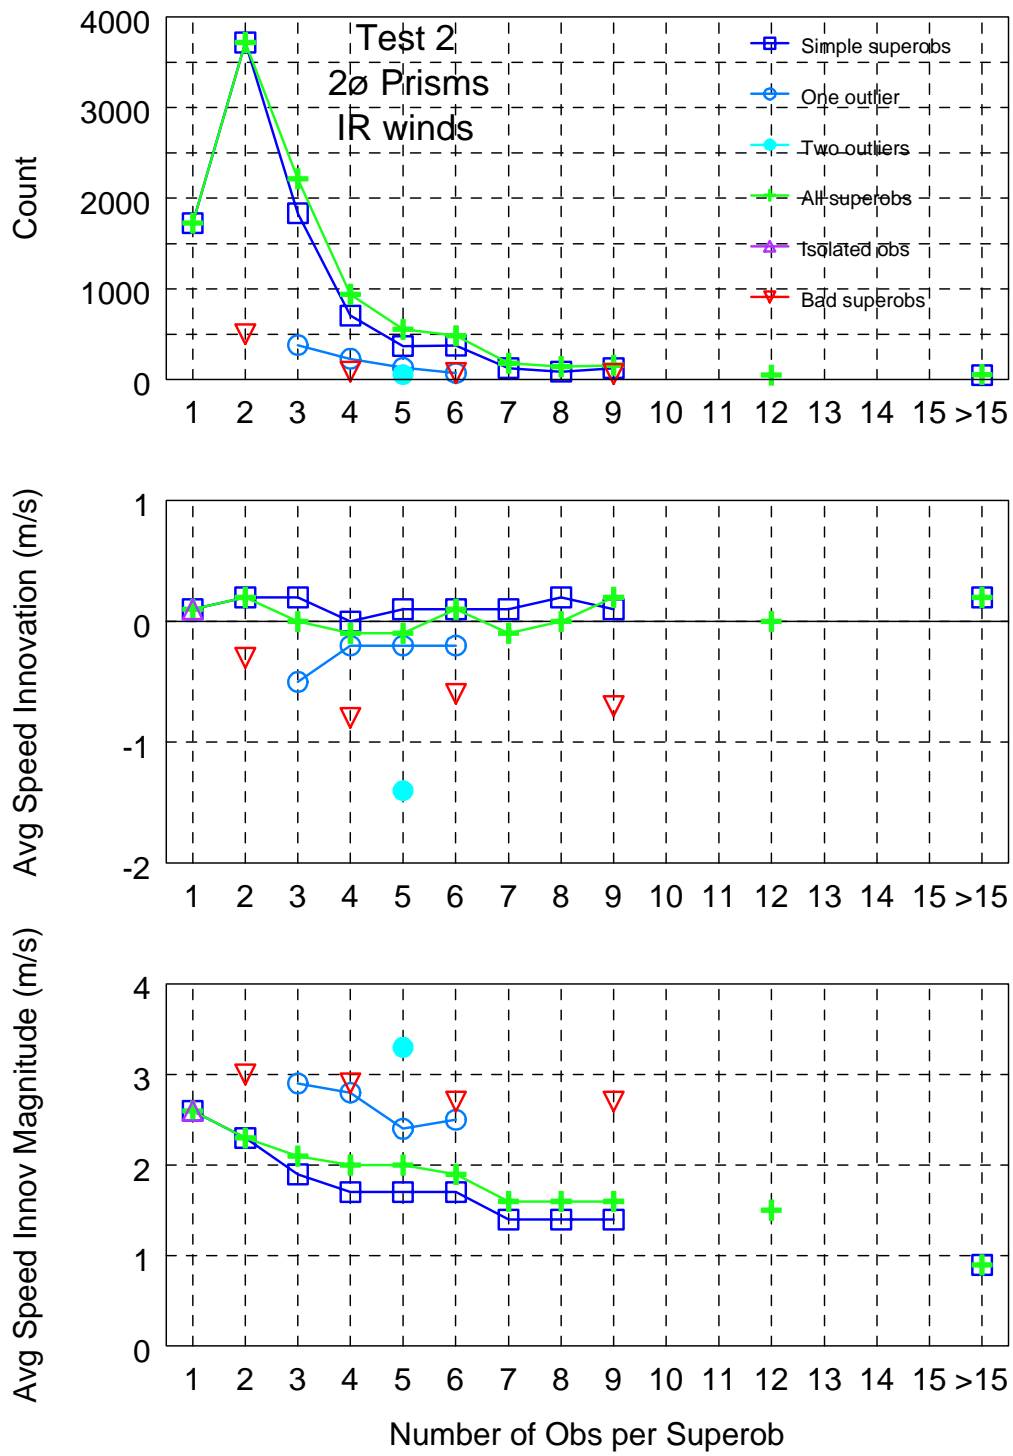 4000
3000
2000
1000
0
Count
Test 2
2ø Prisms
IR winds
Simple superobs
One outlier
Two outliers
All superobs
Isolated obs
Bad superobs
1 2 3 4 5 6 7 8 9 10 11 12 13 14 15 >15
1
0
-1
-2
Avg Speed Innovation (m/s)
1 2 3 4 5 6 7 8 9 10 11 12 13 14 15 >15
4
3
2
1
0
Avg Speed Innov Magnitude (m/s)
1 2 3 4 5 6 7 8 9 10 11 12 13 14 15 >15
Number of Obs per Superob